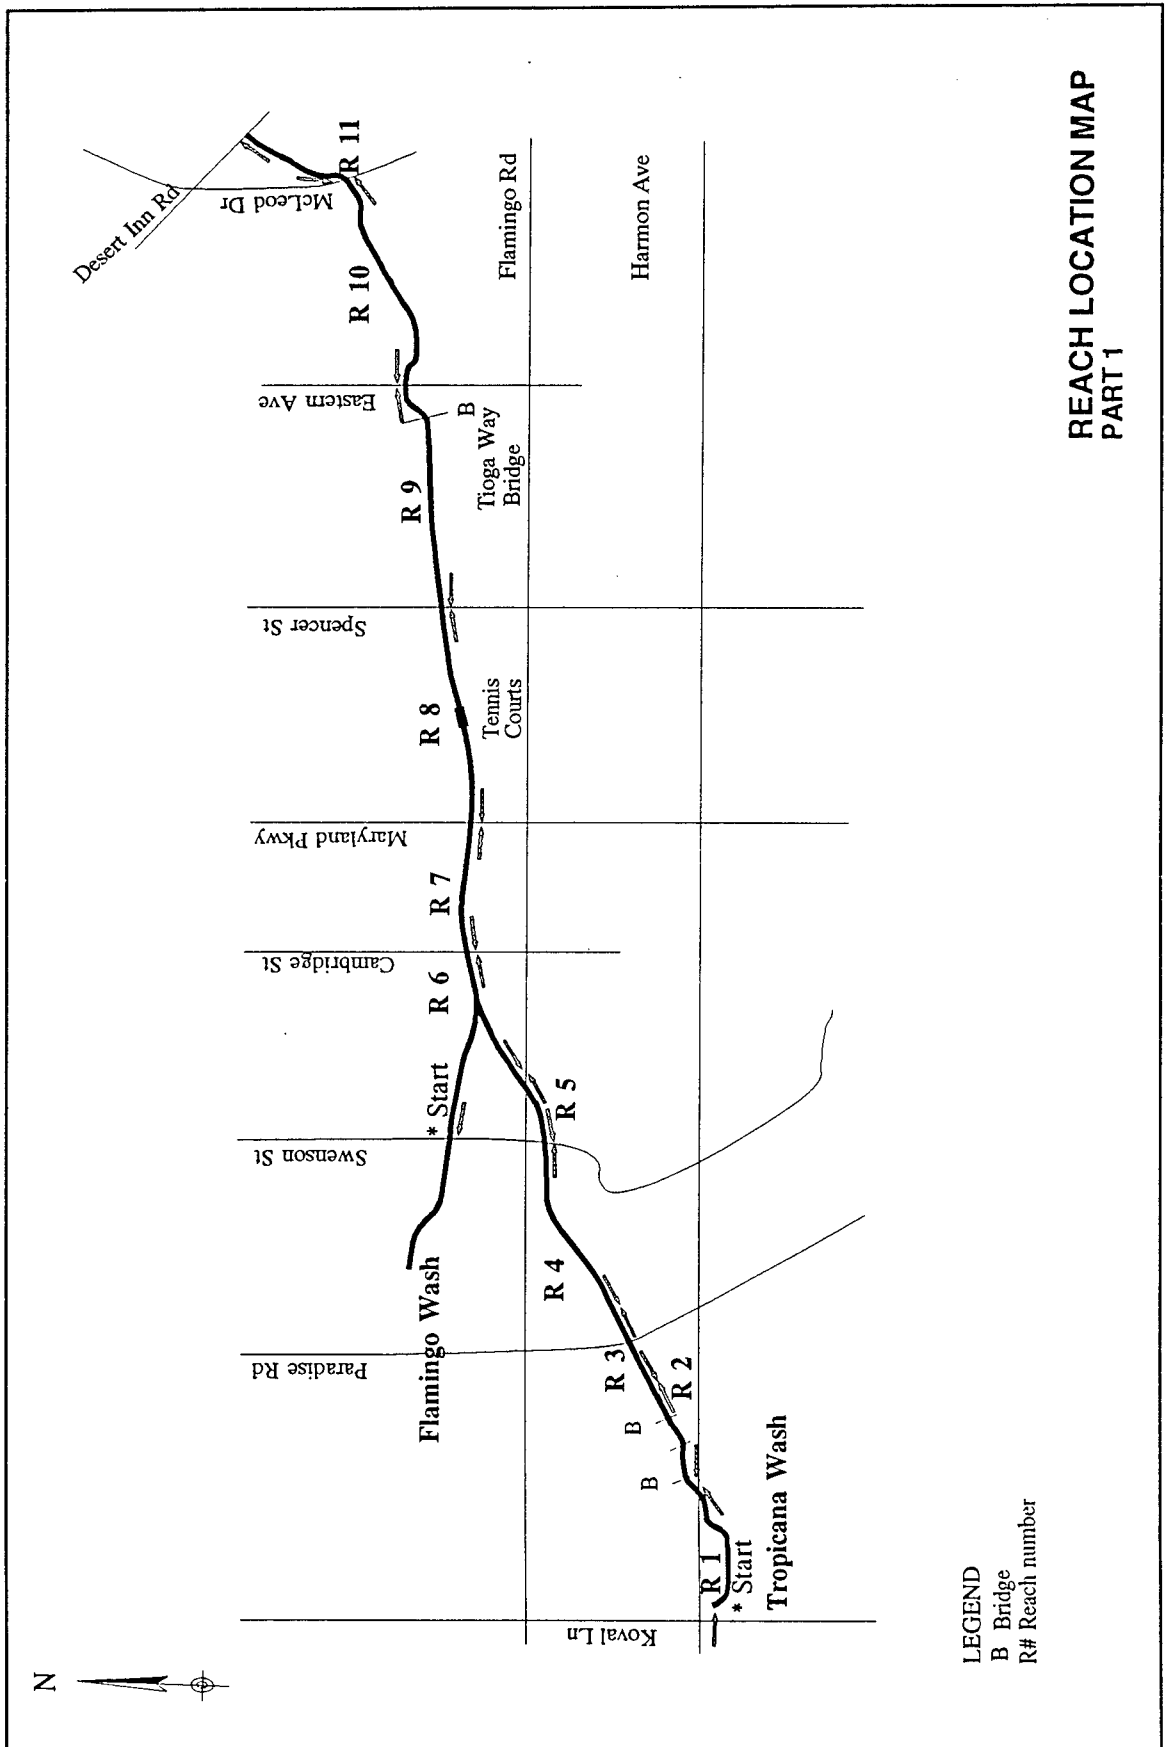 N
Desert Inn Rd
McLeod Dr
R 11
R 10
Flamingo Rd
Harmon Ave
Eastern Ave
B
Tioga Way
Bridge
R 9
Spencer St
R 8
Tennis
Courts
Maryland Pkwy
R 7
Cambridge St
R 6
* Start
Swenson St
R 5
Flamingo Wash
R 4
Paradise Rd
R 3
R 2
B
B
R 1
* Start
Tropicana Wash
Koval Ln
LEGEND
B Bridge
R# Reach number
REACH LOCATION MAP
PART 1